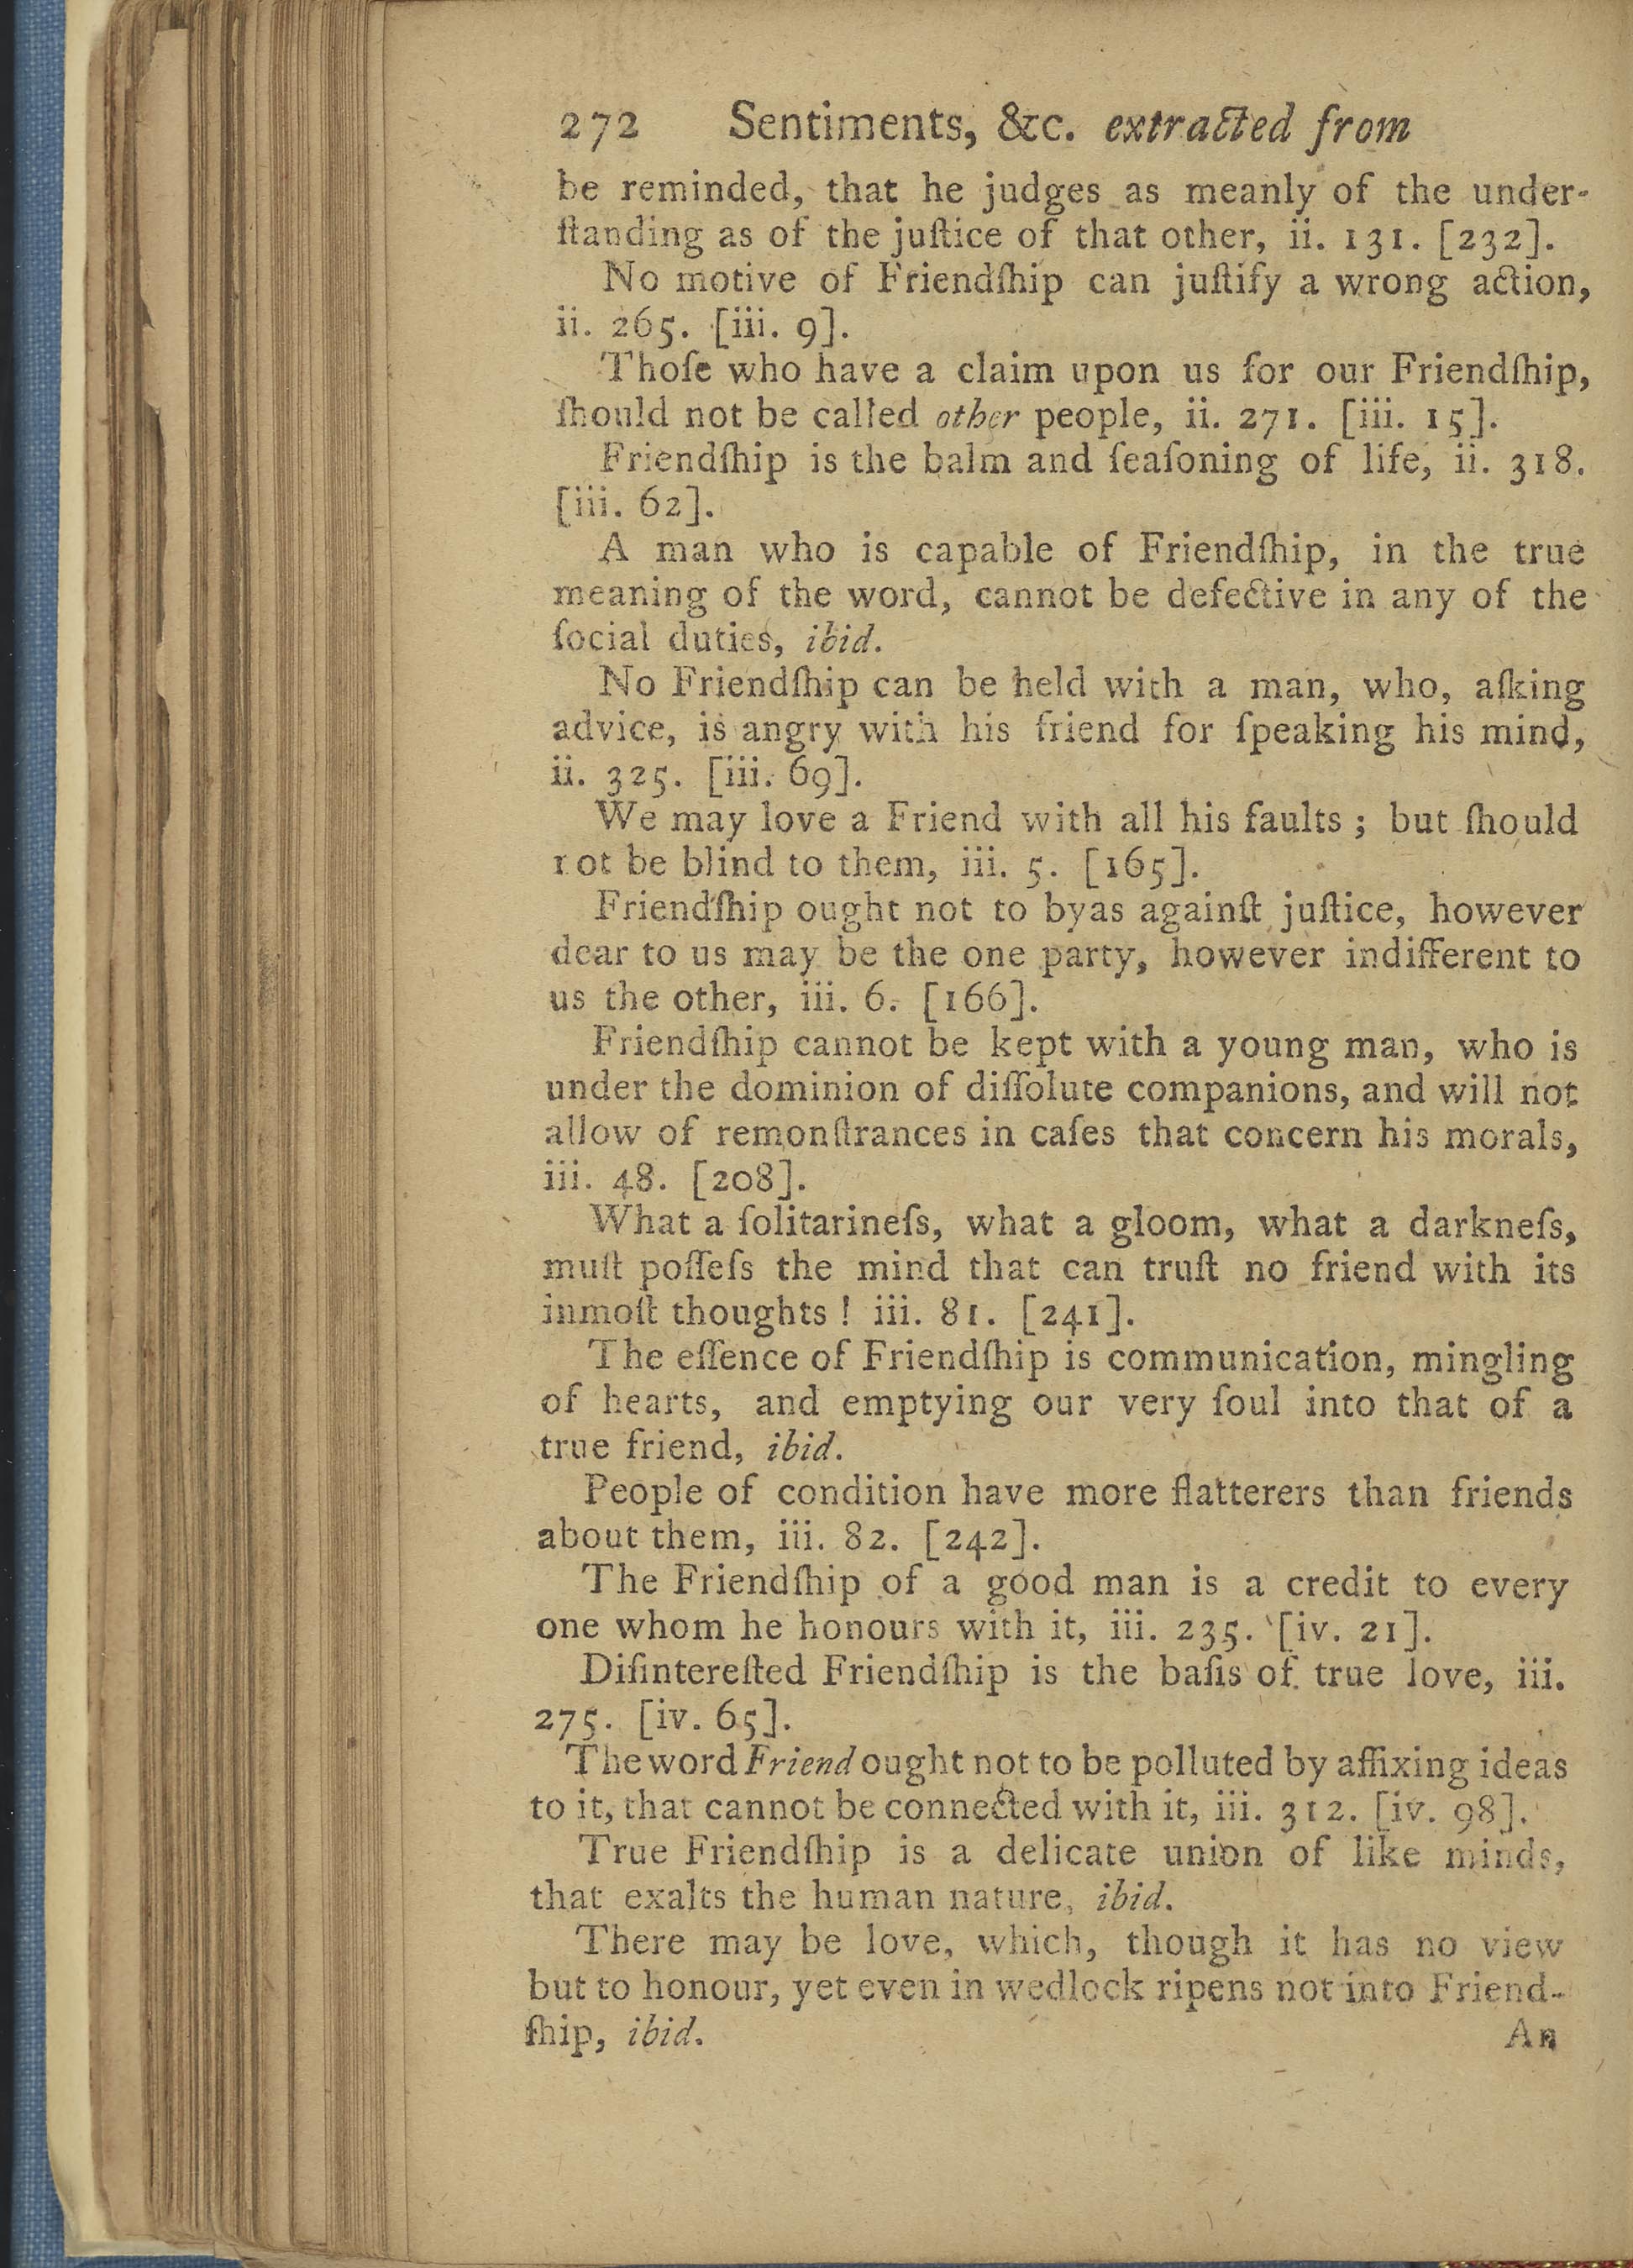 272 Sentiments, &c. extracted from
be reminded, that he judges as meanly of the under-
ſtanding as of the juſtice of that other, ii. 131. [232].
No motive of Friendſhip can juſtify a wrong action,
ii. 265. [iii. 9].
Thoſe who have a claim upon us for our Friendſhip,
ſhould not be called other people, ii. 271. [iii. 15].
Friendſhip is the balm and ſeaſoning of life, ii. 318.
[iii. 62].
A man who is capable of Friendſhip, in the true
meaning of the word, cannot be defective in any of the
ſocial duties, ibid.
No Friendſhip can be held with a man, who, aſking
advice, is angry with his friend for ſpeaking his mind,
ii. 325. [iii. 69].
We may love a Friend with all his faults ; but ſhould
not be blind to them, iii. 5. [165].
Friendſhip ought not to byas againſt juſtice, however
dear to us may be the one party, however indifferent to
us the other, iii. 6. [166].
Friendſhip cannot be kept with a young man, who is
under the dominion of diſſolute companions, and will not
allow of remonſtrances in caſes that concern his morals,
iii. 48. [208].
What a ſolitarineſs, what a gloom, what a darkneſs,
muſt poſſeſs the mind that can truſt no friend with its
inmoſt thoughts ! iii. 81. [241].
The eſſence of Friendſhip is communication, mingling
of hearts, and emptying our very ſoul into that of a
true friend, ibid.
People of condition have more flatterers than friends
about them, iii. 82. [242].
The Friendſhip of a good man is a credit to every
one whom he honours with it, iii. 235. [iv. 21].
Diſintereſted Friendſhip is the baſis of true love, iii.
275. [iv. 65].
The word Friend ought not to be polluted by affixing ideas
to it, that cannot be connected with it, iii. 312. [iv. 98].
True Friendſhip is a delicate union of like minds,
that exalts the human nature, ibid.
There may be love, which, though it has no view
but to honour, yet even in wedlock ripens not into Friend-
ſhip, ibid.
An